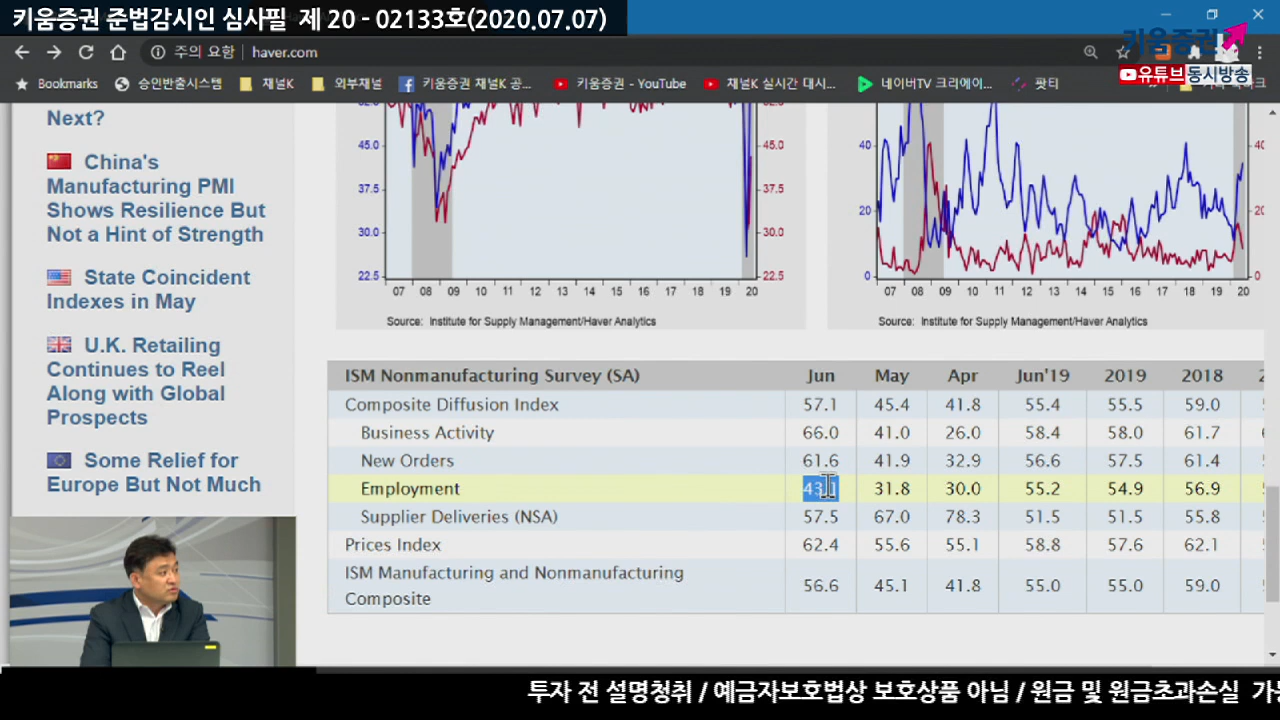 키움증권 준법감시인 심사필 제 20 - 02133호(2020.07.07)
키움증권
주의 요함 haver.com
유튜브 동시방송
Bookmarks 승인반출시스템 재널K 외부채널 키움증권 채널K 공... 키움증권 - YouTube 채널K 실시간 대시... 네이버TV 크리에이... 팟티
Next?
China's
Manufacturing PMI
Shows Resilience But
Not a Hint of Strength
State Coincident
Indexes in May
U.K. Retailing
Continues to Reel
Along with Global
Prospects
Some Relief for
Europe But Not Much
45.0 45.0
37.5 37.5
30.0 30.0
22.5 22.5
07 08 09 10 11 12 13 14 15 16 17 18 19 20
Source: Institute for Supply Management/Haver Analytics
40
20
0 0
07 08 09 10 11 12 13 14 15 16 17 18 19 20
Source: Institute for Supply Management/Haver Analytics
ISM Nonmanufacturing Survey (SA) Jun May Apr Jun'19 2019 2018
Composite Diffusion Index 57.1 45.4 41.8 55.4 55.5 59.0
Business Activity 66.0 41.0 26.0 58.4 58.0 61.7
New Orders 61.6 41.9 32.9 56.6 57.5 61.4
Employment 43.1 31.8 30.0 55.2 54.9 56.9
Supplier Deliveries (NSA) 57.5 67.0 78.3 51.5 51.5 55.8
Prices Index 62.4 55.6 55.1 58.8 57.6 62.1
ISM Manufacturing and Nonmanufacturing
Composite 56.6 45.1 41.8 55.0 55.0 59.0
투자 전 설명청취 / 예금자보호법상 보호상품 아님 / 원금 및 원금초과손실